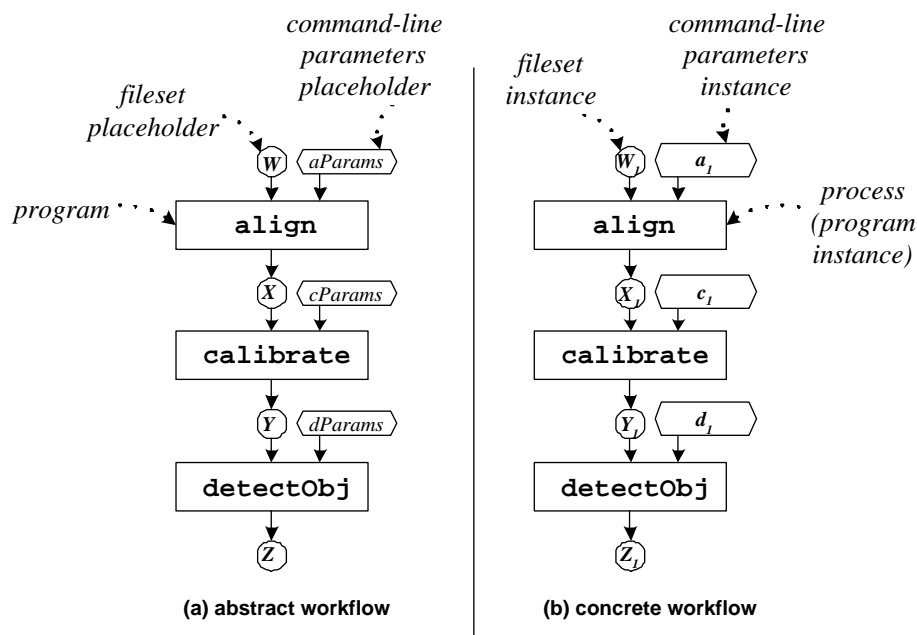 command-line
parameters
placeholder
fileset
placeholder
W
aParams
program
align
X
cParams
calibrate
Y
dParams
detectObj
Z
(a) abstract workflow
command-line
parameters
instance
fileset
instance
W₁
a₁
process
(program
instance)
align
X₁
c₁
calibrate
Y₁
d₁
detectObj
Z₁
(b) concrete workflow